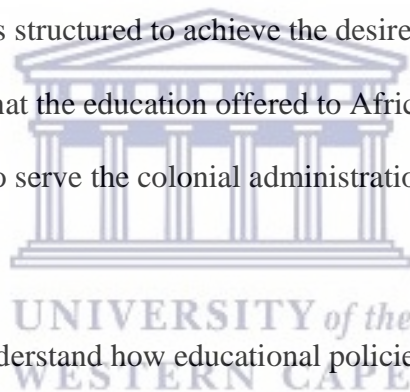 s structured to achieve the desire
hat the education offered to Afric
o serve the colonial administratio
UNIVERSITY of the
derstand how educational policie
WESTERN CAPE